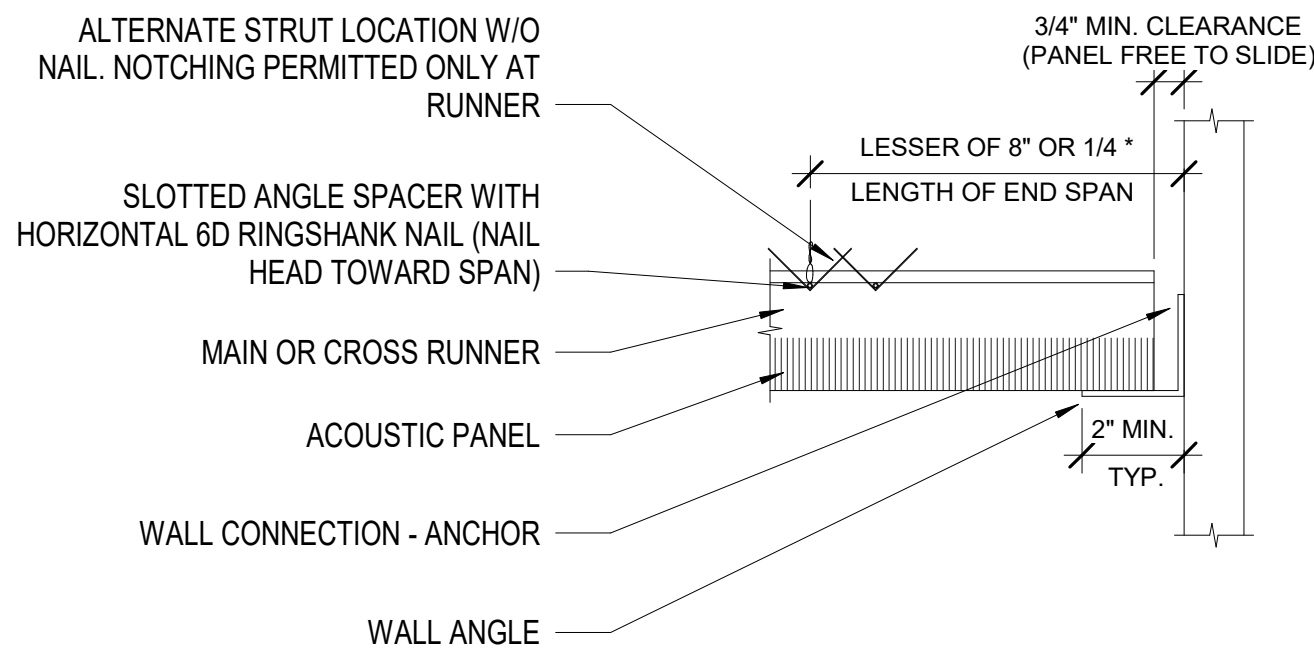 ALTERNATE STRUT LOCATION W/O
NAIL. NOTCHING PERMITTED ONLY AT
RUNNER
SLOTTED ANGLE SPACER WITH
HORIZONTAL 6D RINGSHANK NAIL (NAIL
HEAD TOWARD SPAN)
MAIN OR CROSS RUNNER
ACOUSTIC PANEL
WALL CONNECTION - ANCHOR
WALL ANGLE
3/4" MIN. CLEARANCE
(PANEL FREE TO SLIDE)
LESSER OF 8" OR 1/4 *
LENGTH OF END SPAN
2" MIN.
TYP.